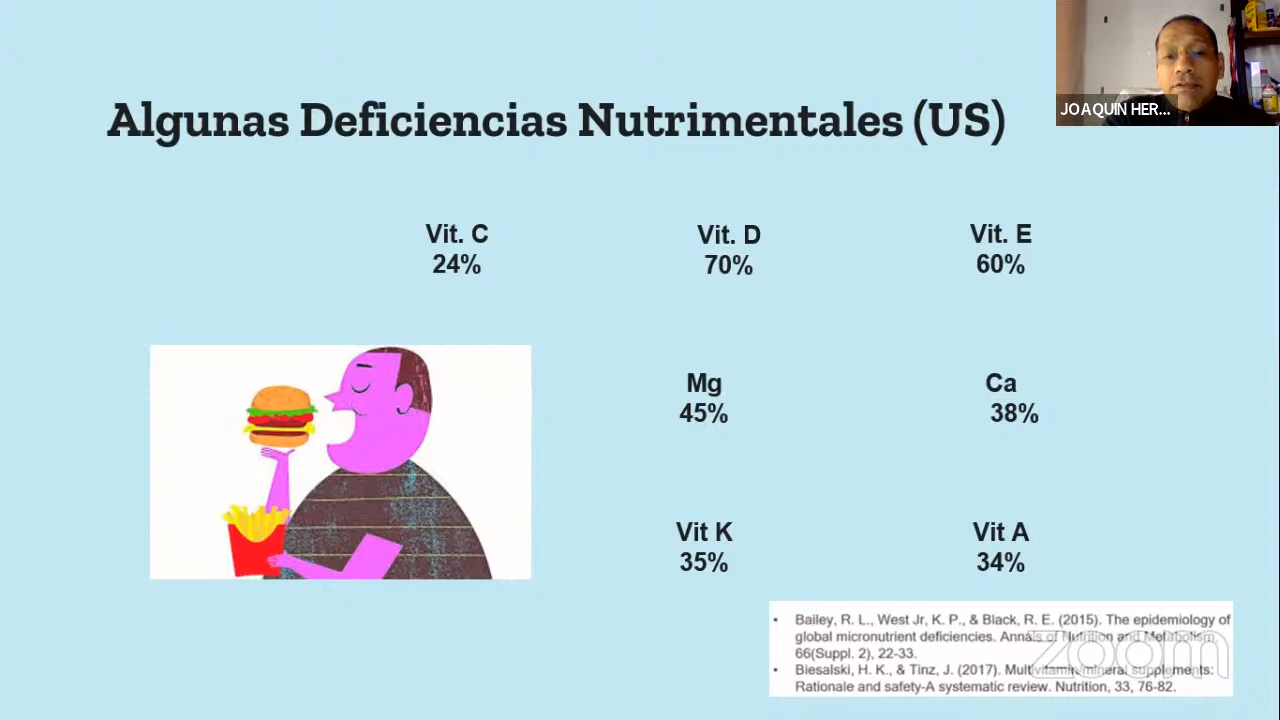 JOAQUIN HER...
Algunas Deficiencias Nutrimentales (US)
Vit. C
24%
Vit. D
70%
Vit. E
60%
Mg
45%
Ca
38%
Vit K
35%
Vit A
34%
• Bailey, R. L., West Jr, K. P., & Black, R. E. (2015). The epidemiology of
global micronutrient deficiencies. Annals of Nutrition and Metabolism,
66(Suppl. 2), 22-33.
• Biesalski, H. K., & Tinz, J. (2017). Multivitamin/mineral supplements:
Rationale and safety-A systematic review. Nutrition, 33, 76-82.
zoom